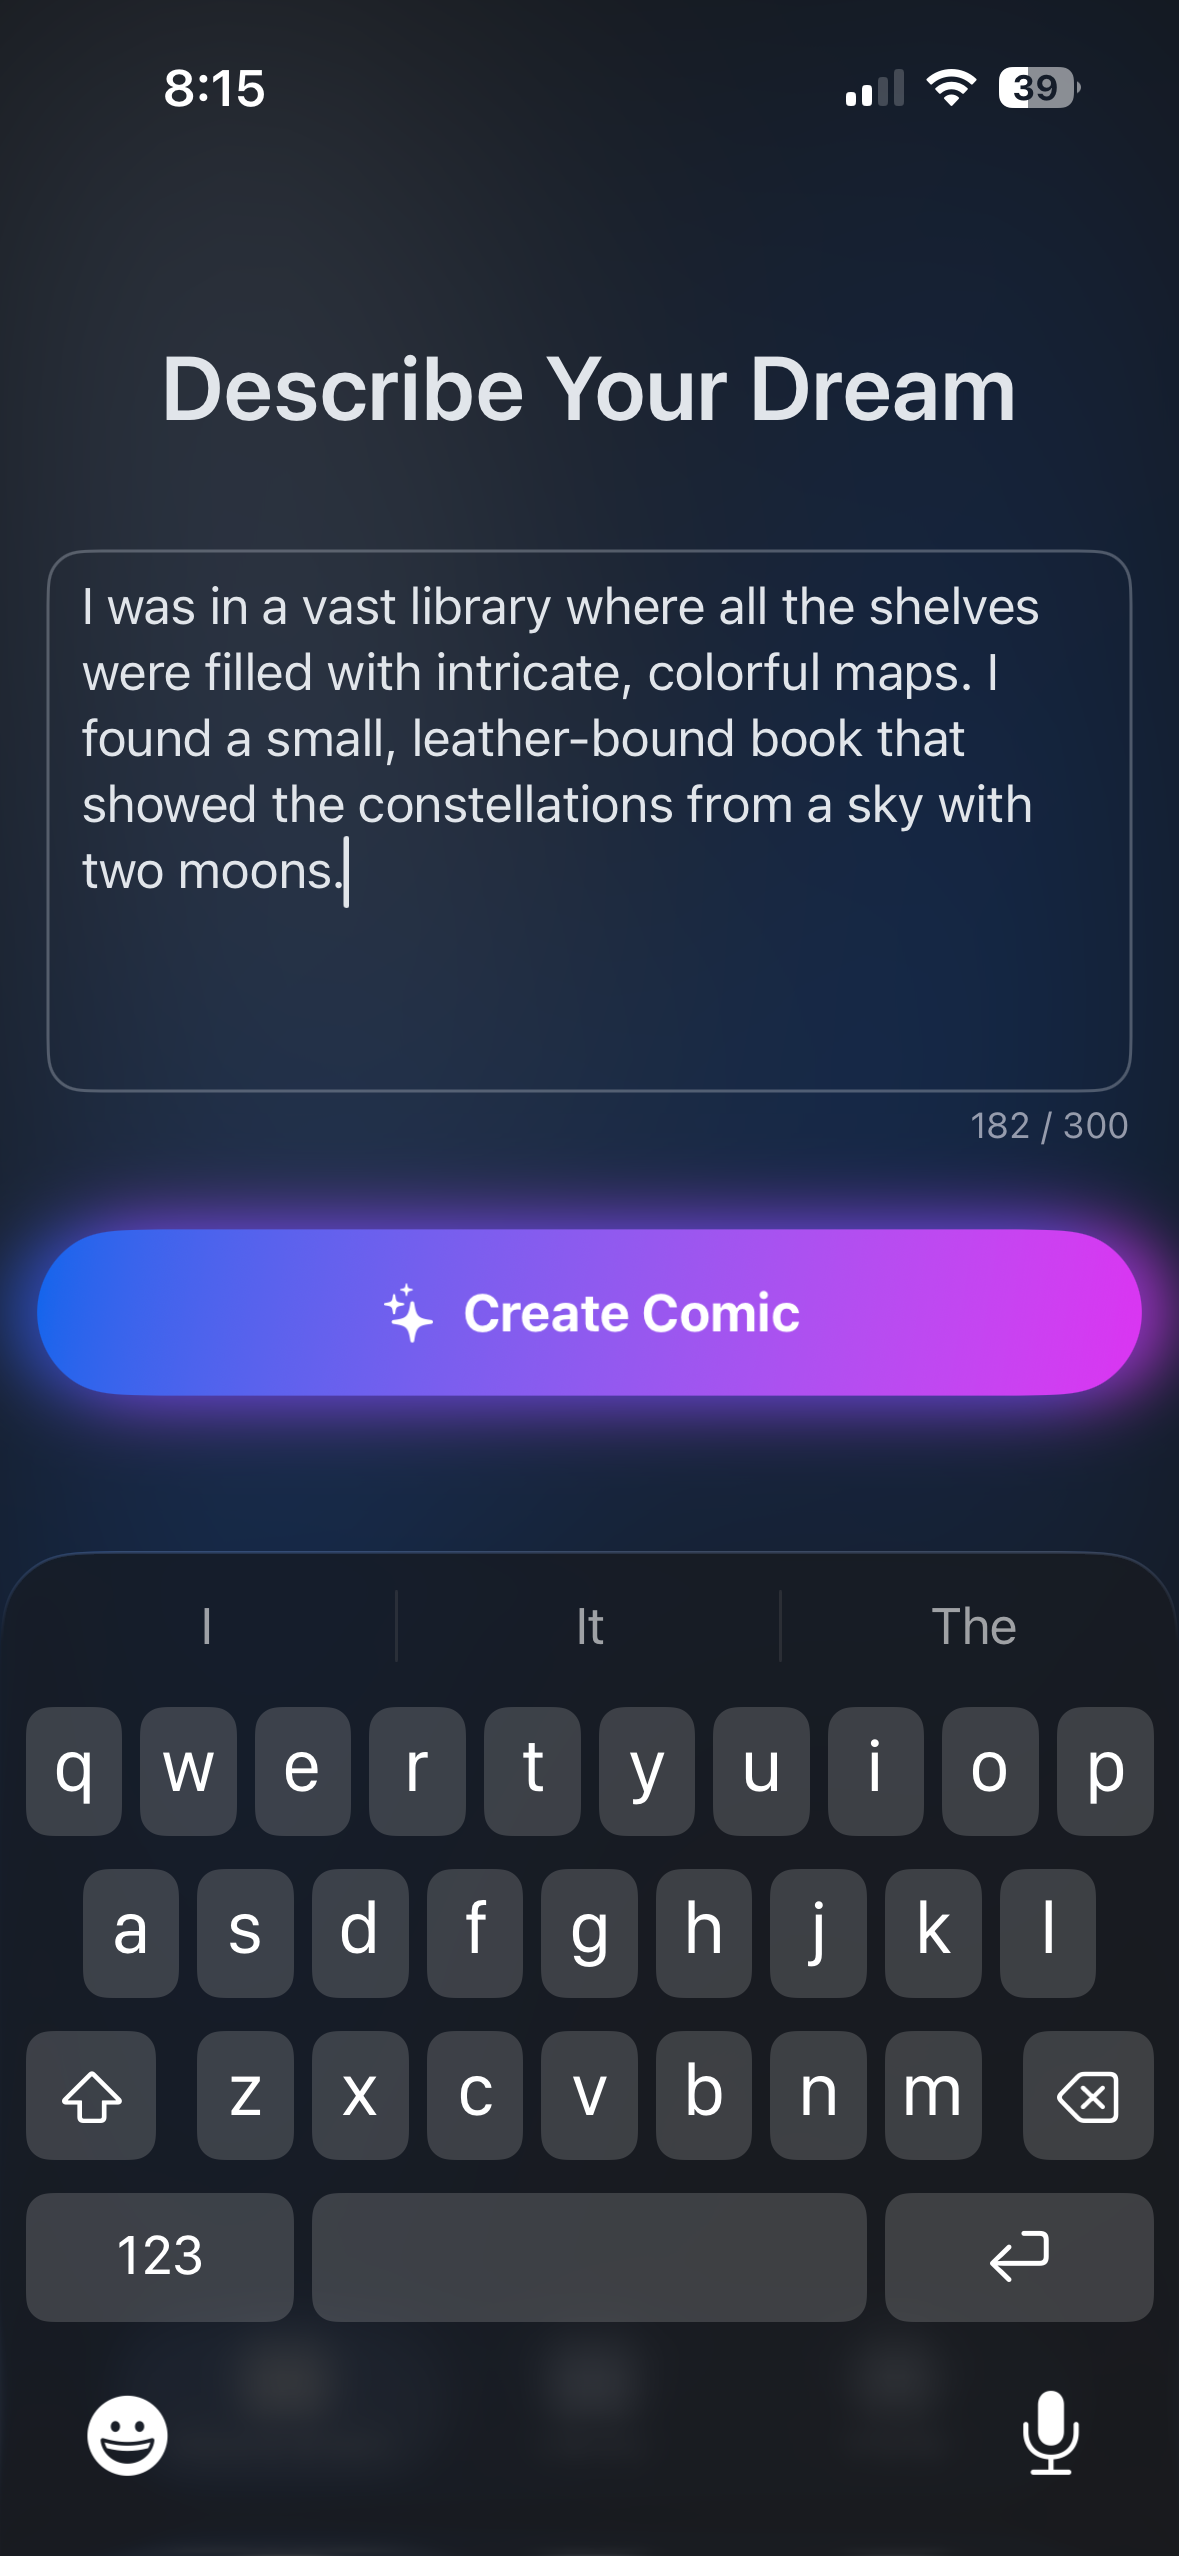 8:15
39
Describe Your Dream
I was in a vast library where all the shelves
were filled with intricate, colorful maps. I
found a small, leather-bound book that
showed the constellations from a sky with
two moons.
182 / 300
Create Comic
I It The
q w e r t y u i o p
a s d f g h j k l
z x c v b n m
123